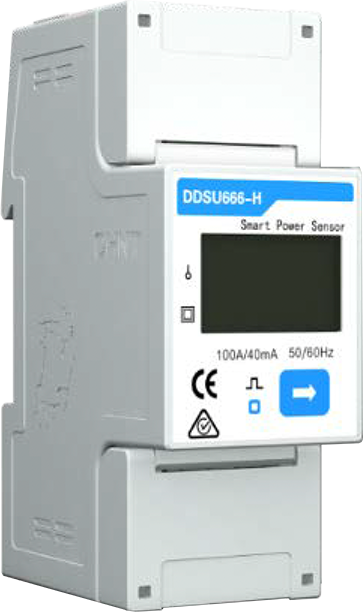 DDSU666-H
Smart Power Sensor
CHNT
100A/40mA 50/60Hz
CE